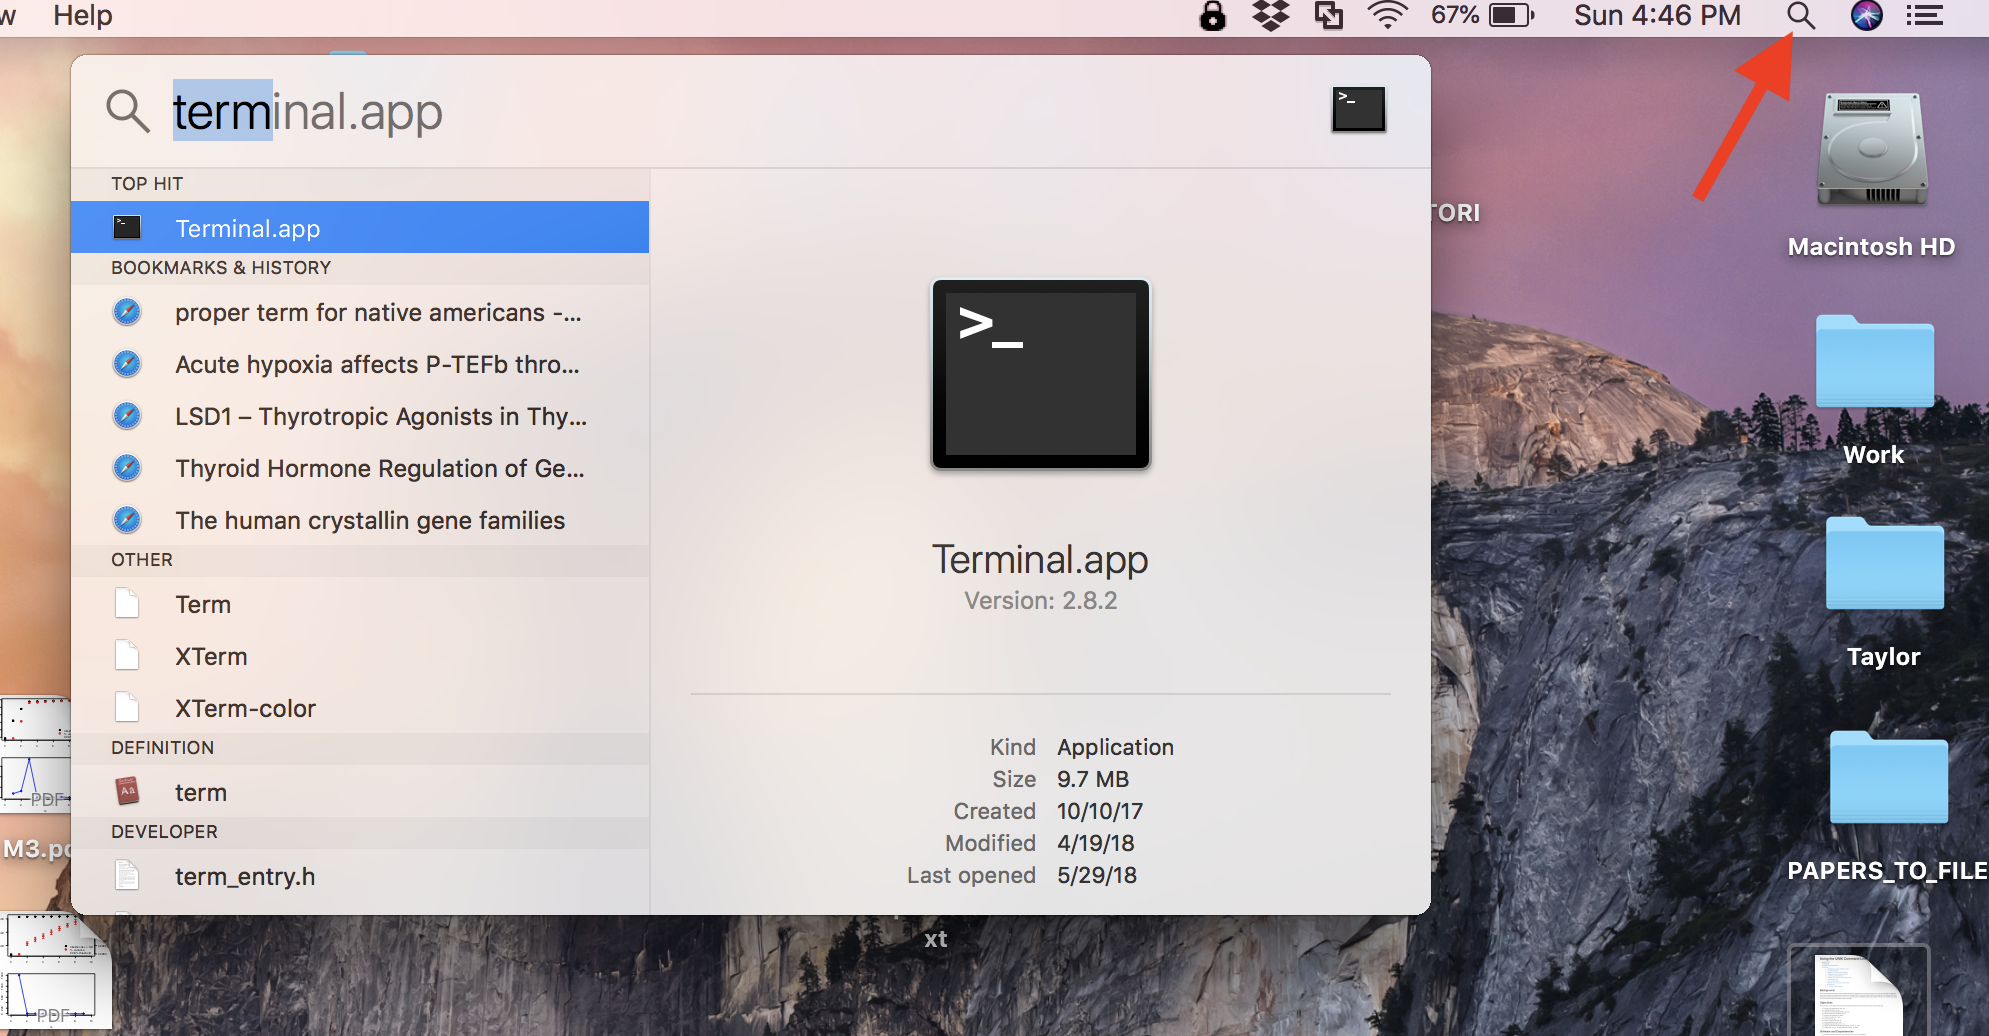 w Help 67% Sun 4:46 PM
terminal.app
TOP HIT
Terminal.app
BOOKMARKS & HISTORY
proper term for native americans -...
Acute hypoxia affects P-TEFb thro...
LSD1 – Thyrotropic Agonists in Thy...
Thyroid Hormone Regulation of Ge...
The human crystallin gene families
OTHER
Term
XTerm
XTerm-color
DEFINITION
term
DEVELOPER
term_entry.h
>_
Terminal.app
Version: 2.8.2
Kind Application
Size 9.7 MB
Created 10/10/17
Modified 4/19/18
Last opened 5/29/18
TORI
Macintosh HD
Work
Taylor
PAPERS_TO_FILE
PDF
M3.pd
PDF
xt